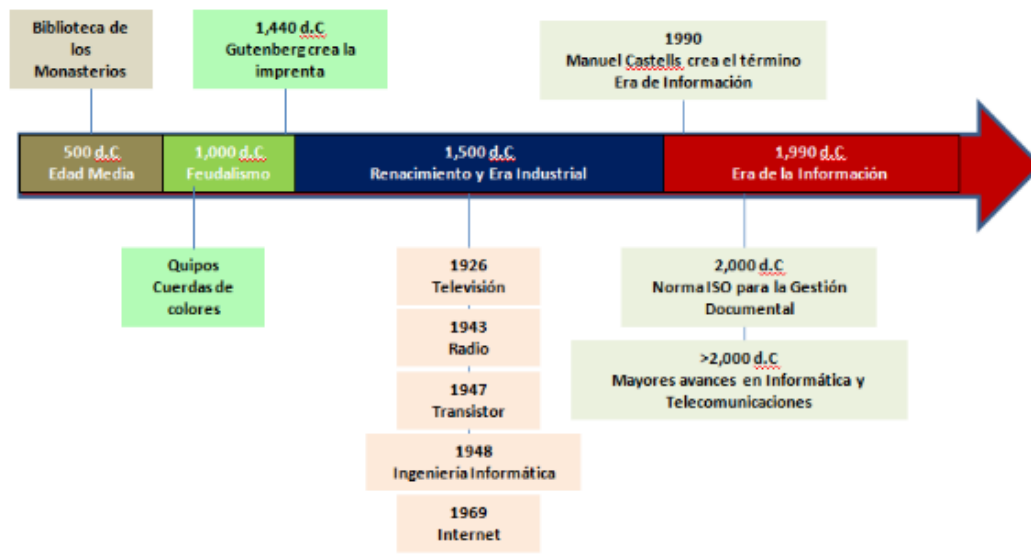 Biblioteca de
los
Monasterios
1,440 d.C
Gutenberg crea la
imprenta
1990
Manuel Castells crea el término
Era de Información
500 d.C
Edad Media
1,000 d.C
Feudalismo
1,500 d.C
Renacimiento y Era Industrial
1,990 d.C
Era de la Información
Quipos
Cuerdas de
colores
1926
Televisión
1943
Radio
1947
Transistor
1948
Ingenieria Informática
1969
Internet
2,000 d.C
Norma ISO para la Gestión
Documental
>2,000 d.C
Mayores avances en Informática y
Telecomunicaciones